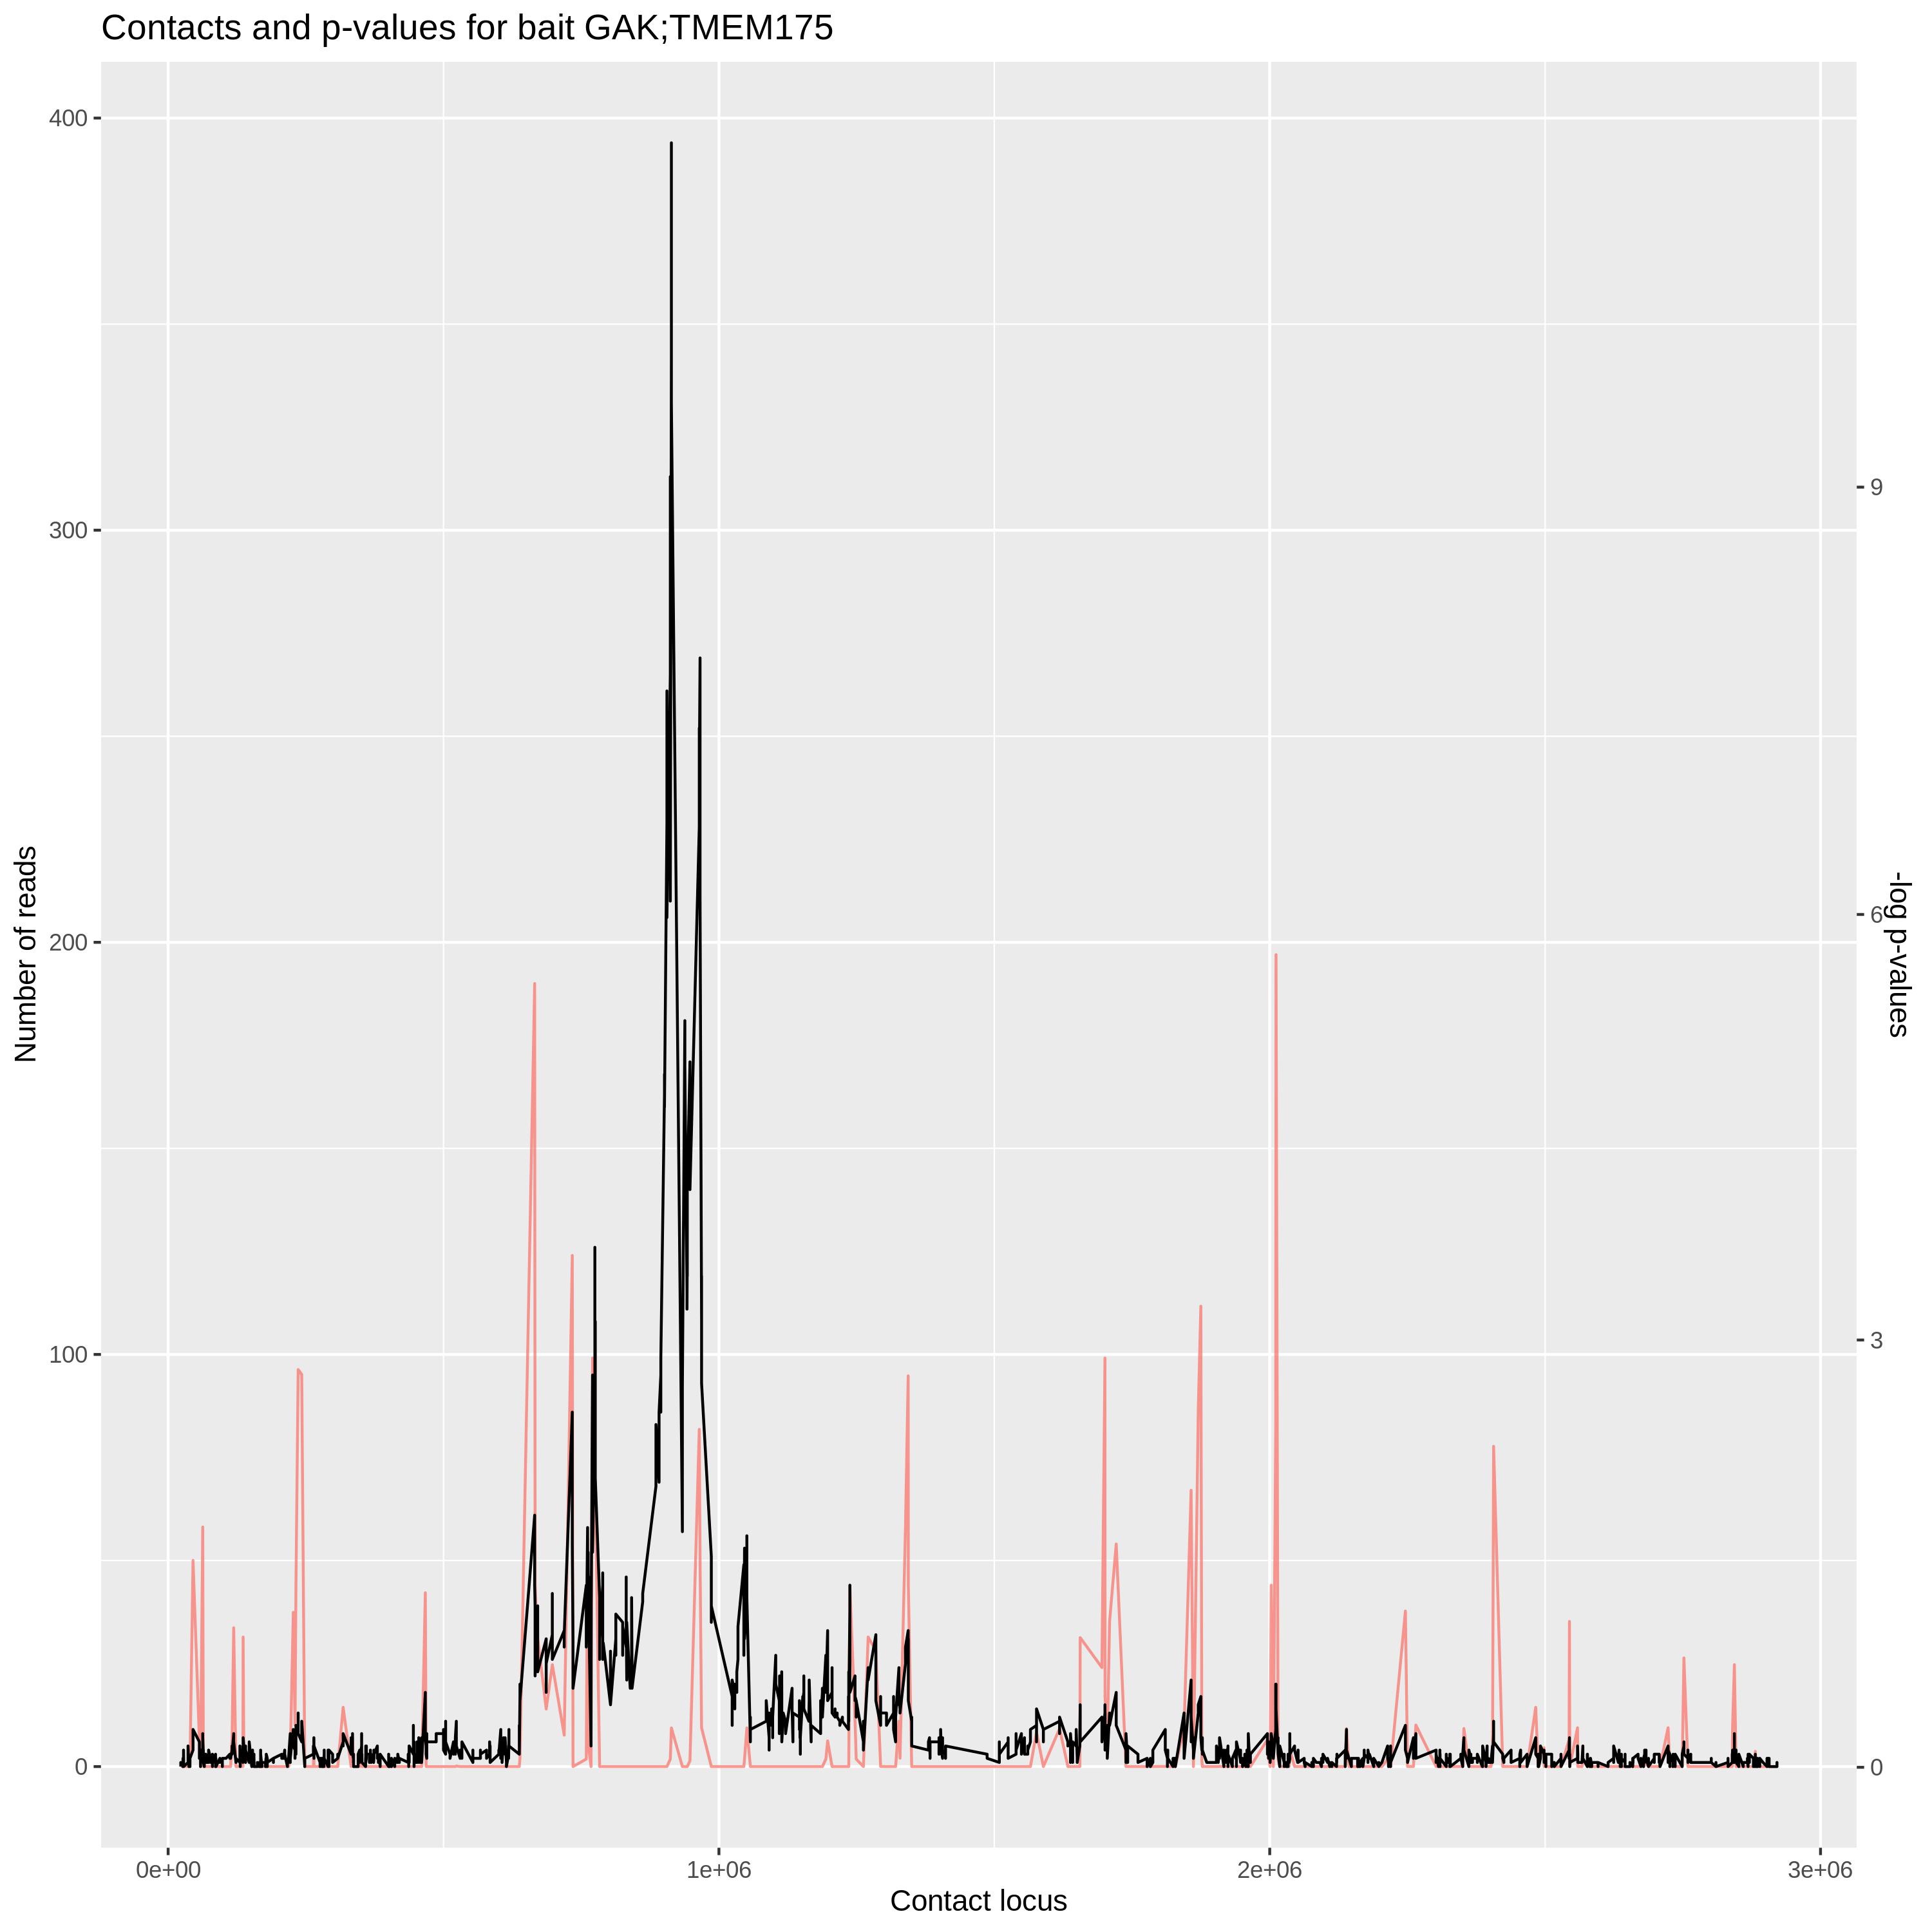 Contacts and p-values for bait GAK;TMEM175
400
300
200
100
0
Number of reads
9
6
3
0
-log p-values
0e+00
1e+06
2e+06
3e+06
Contact locus